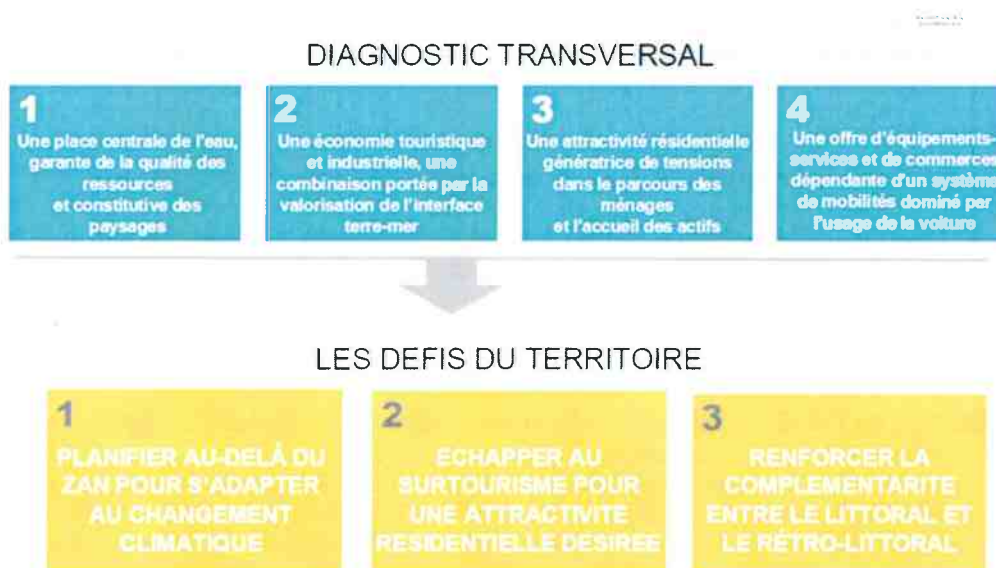 DIAGNOSTIC TRANSVERSAL
1
Une place centrale de l'eau,
garante de la qualité des
ressources
et constitutive des
paysages
2
Une économie touristique
et industrielle, une
combinaison portée par la
valorisation de l'interface
terre-mer
3
Une attractivité résidentielle
génératrice de tensions
dans le parcours des
ménages
et l'accueil des actifs
4
Une offre d'équipements-
services et de commerces
dépendante d'un système
de mobilités dominé par
l'usage de la voiture
LES DEFIS DU TERRITOIRE
1
PLANIFIER AU-DELÀ DU
ZAN POUR S'ADAPTER
AU CHANGEMENT
CLIMATIQUE
2
ECHAPPER AU
SURTOURISME POUR
UNE ATTRACTIVITE
RESIDENTIELLE DESIREE
3
RENFORCER LA
COMPLEMENTARITE
ENTRE LE LITTORAL ET
LE RÉTRO-LITTORAL